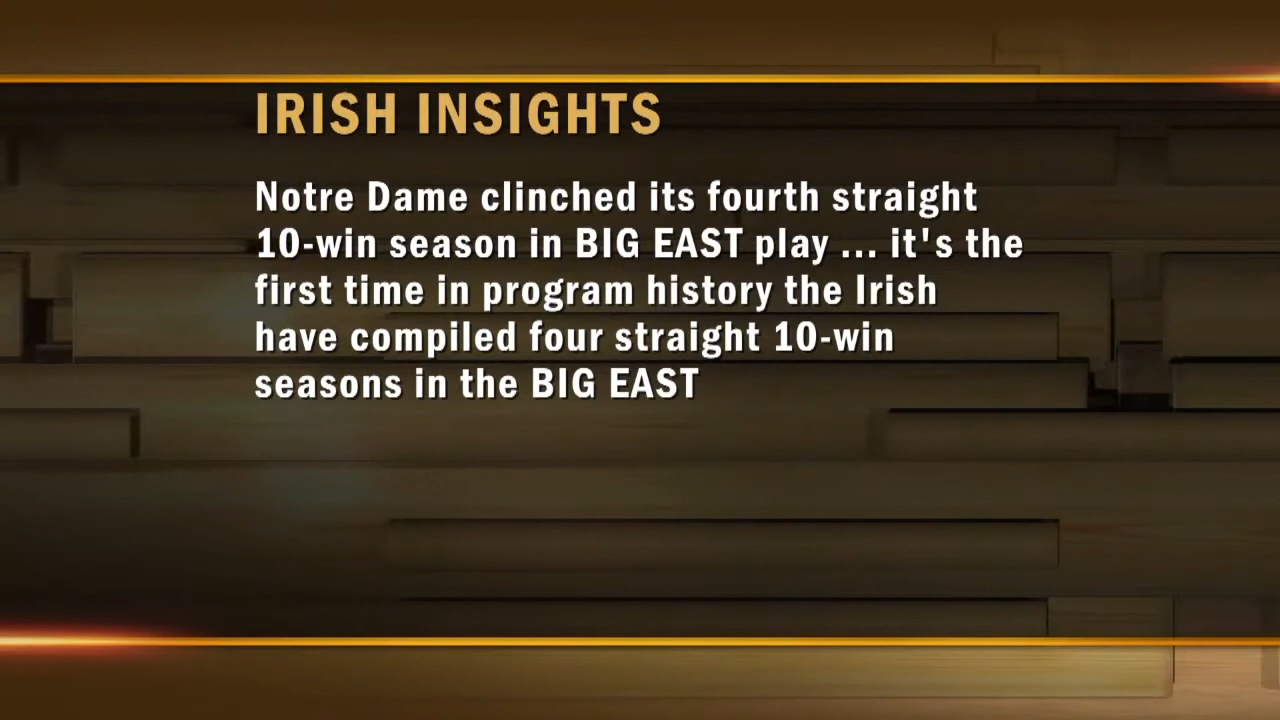 IRISH INSIGHTS
Notre Dame clinched its fourth straight
10-win season in BIG EAST play ... it's the
first time in program history the Irish
have compiled four straight 10-win
seasons in the BIG EAST